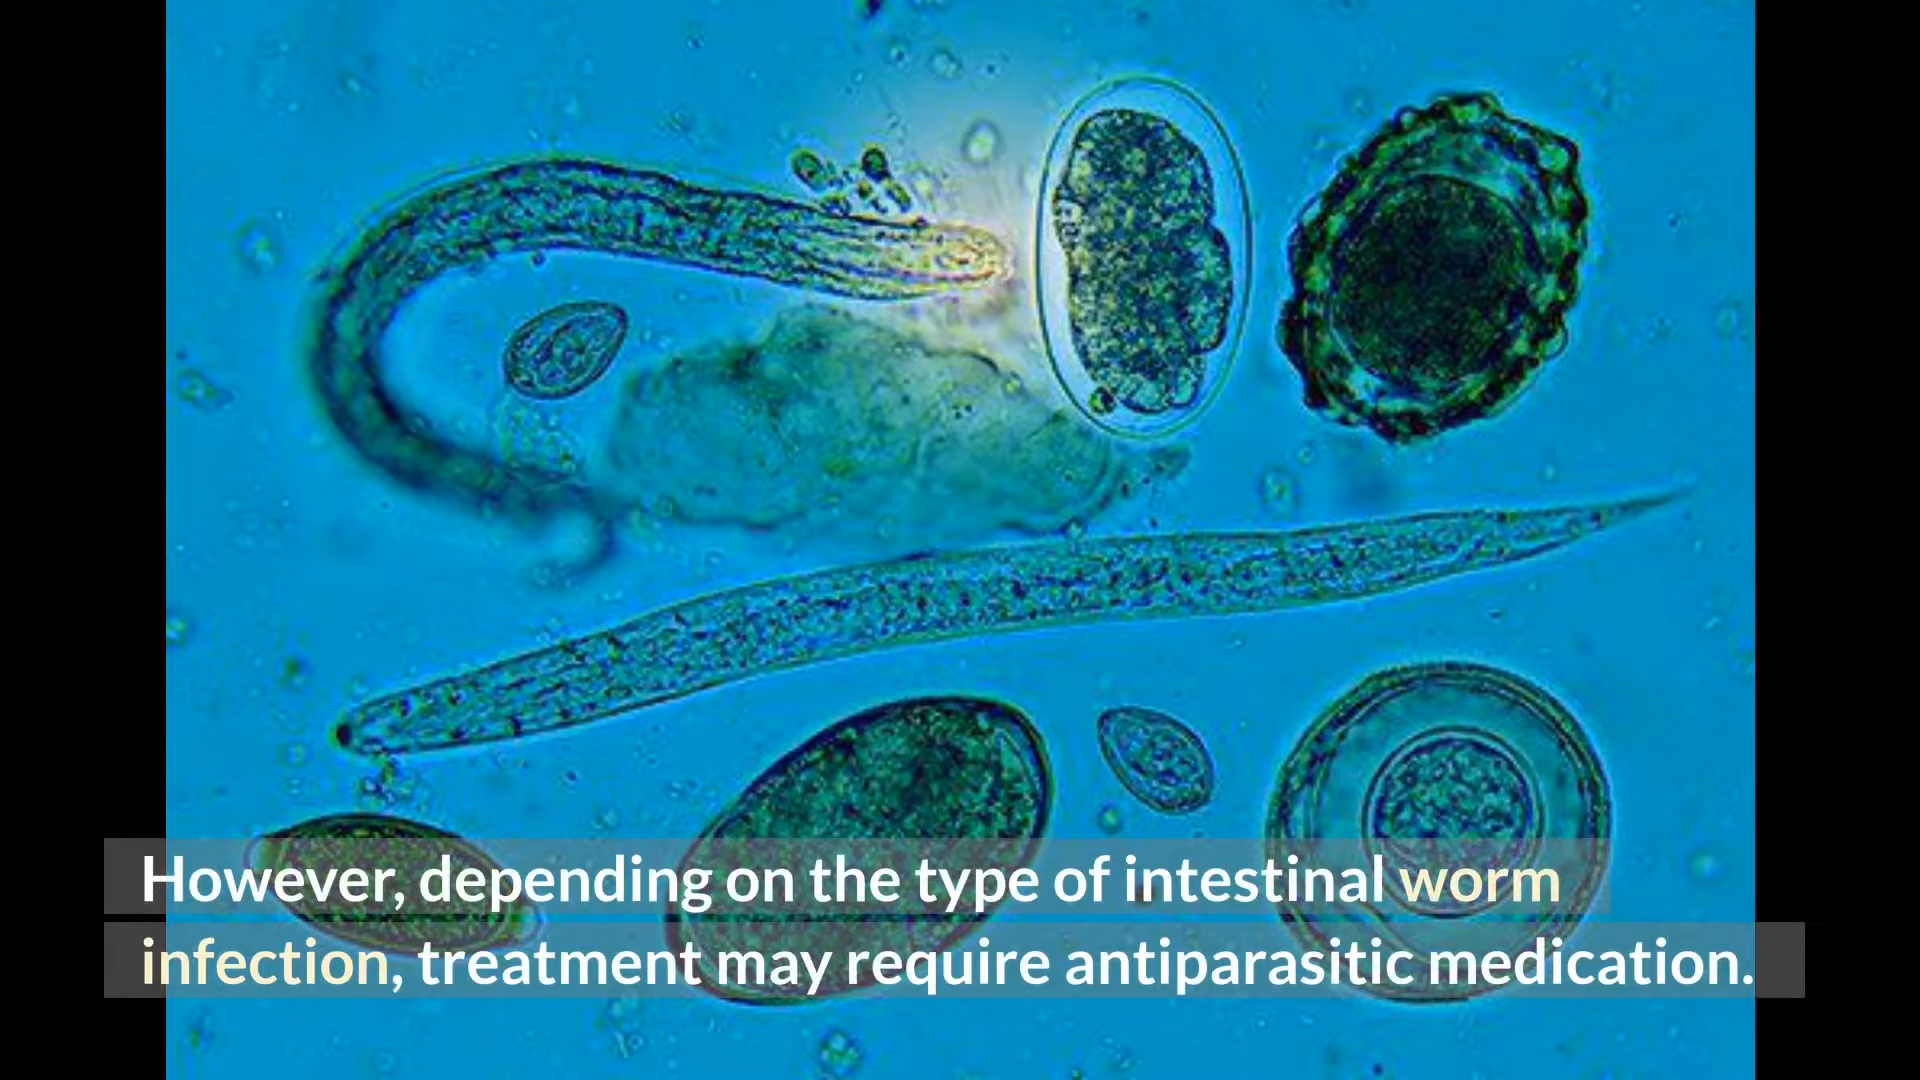 However, depending on the type of intestinal worm
infection, treatment may require antiparasitic medication.